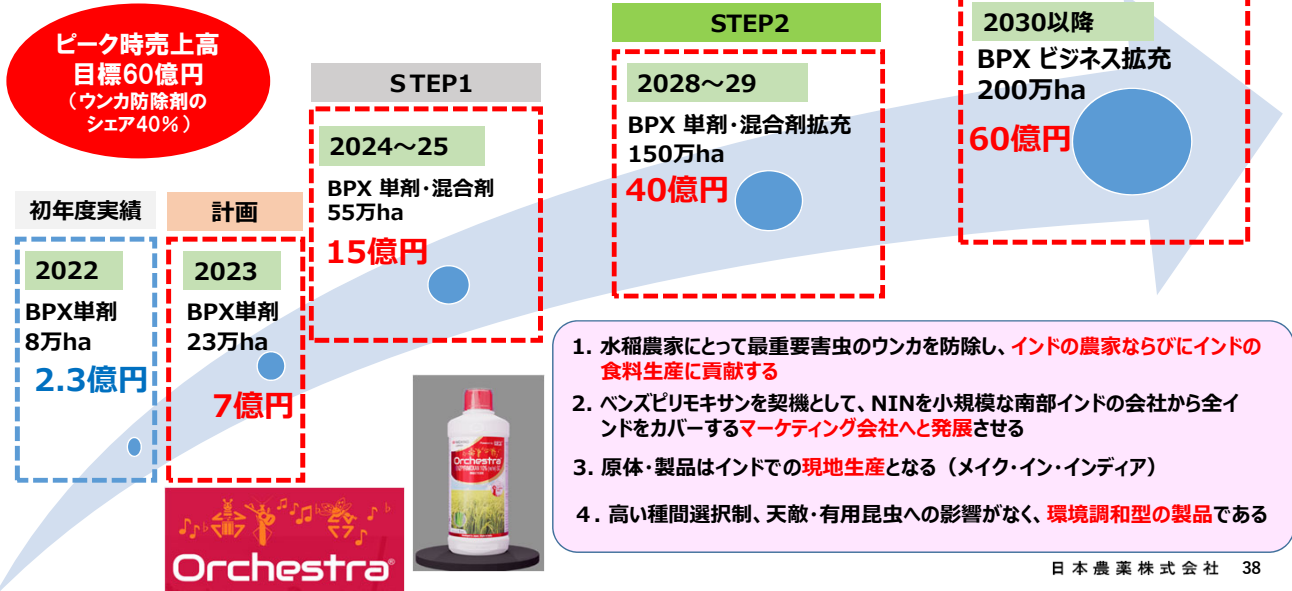 ピーク時売上高
目標60億円
（ウンカ防除剤の
シェア40％）
初年度実績
2022
BPX単剤
8万ha
2.3億円
計画
2023
BPX単剤
23万ha
7億円
STEP1
2024～25
BPX 単剤・混合剤
55万ha
15億円
STEP2
2028～29
BPX 単剤・混合剤拡充
150万ha
40億円
2030以降
BPX ビジネス拡充
200万ha
60億円
1. 水稲農家にとって最重要害虫のウンカを防除し、インドの農家ならびにインドの
食料生産に貢献する
2. ベンズピリモキサンを契機として、NINを小規模な南部インドの会社から全イ
ンドをカバーするマーケティング会社へと発展させる
3. 原体・製品はインドでの現地生産となる（メイク・イン・インディア）
４. 高い種間選択制、天敵・有用昆虫への影響がなく、環境調和型の製品である
Orchestra®
Orchestra
日本農薬株式会社 38